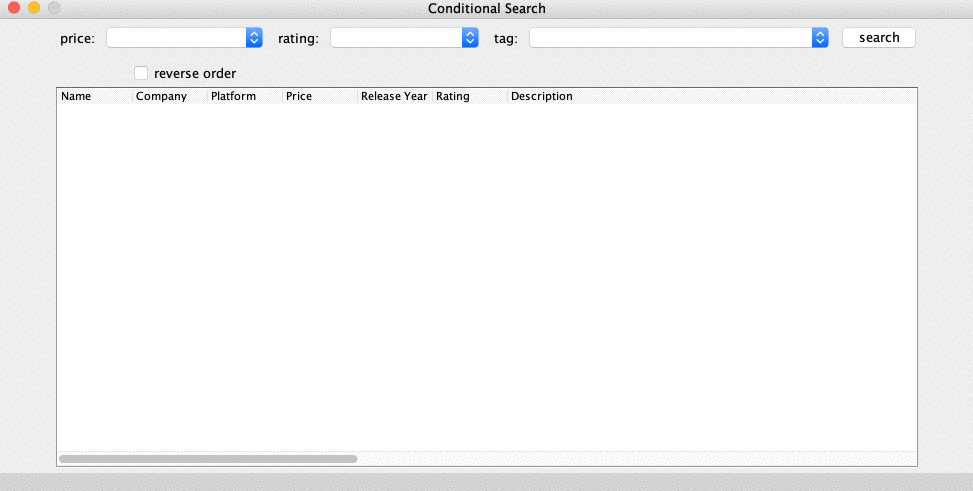 Conditional Search
price: rating: tag: search
reverse order
Name Company Platform Price Release Year Rating Description